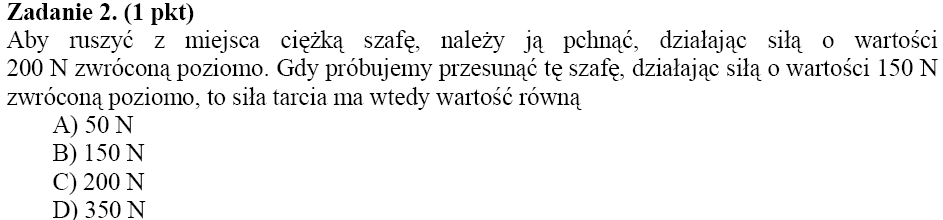 Zadanie 2. (1 pkt)
Aby ruszyć z miejsca ciężką szafę, należy ją pchnąć, działając siłą o wartości
200 N zwróconą poziomo. Gdy próbujemy przesunąć tę szafę, działając siłą o wartości 150 N
zwróconą poziomo, to siła tarcia ma wtedy wartość równą
A) 50 N
B) 150 N
C) 200 N
D) 350 N